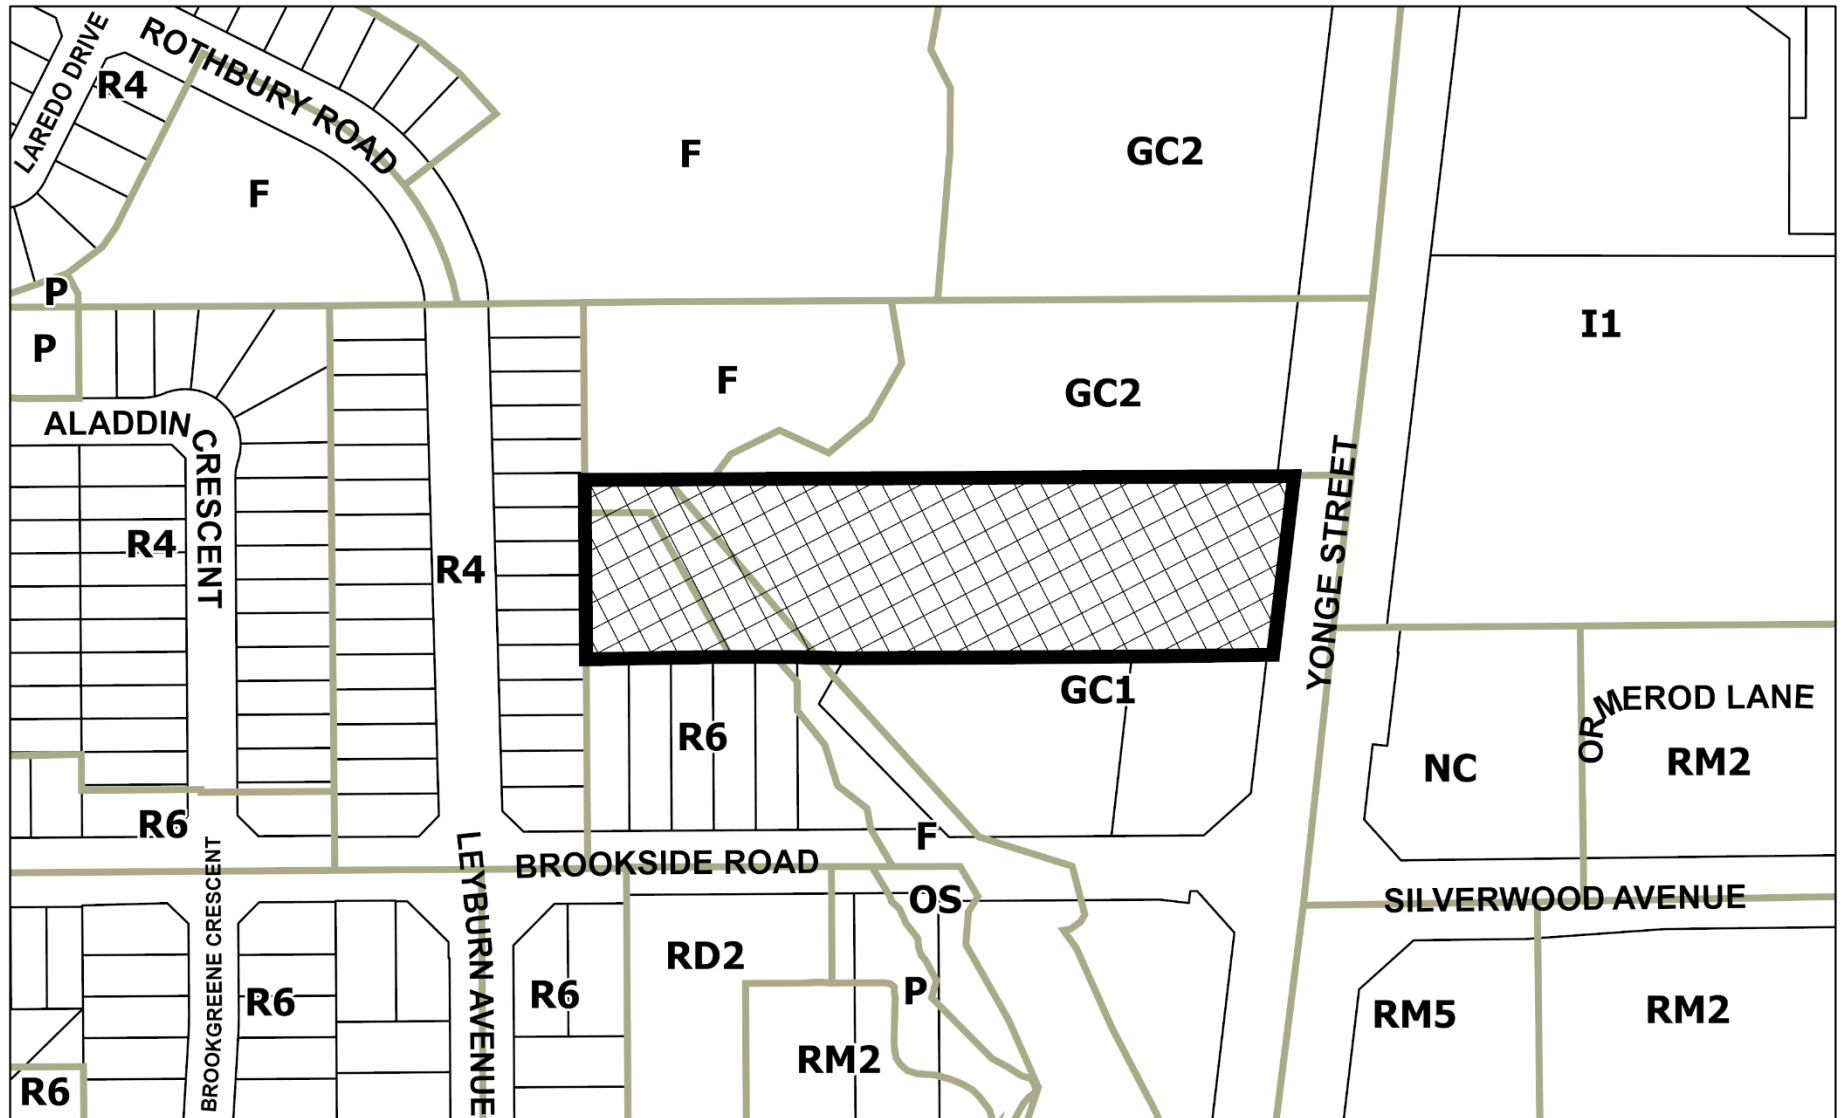 LAREDO DRIVE
R4
ROTHBURY ROAD
F
F
GC2
P
P
I1
F
GC2
ALADDIN CRESCENT
R4
R4
YONGE STREET
GC1
R6
NC
ORMEROD LANE
RM2
R6
F
BROOKSIDE ROAD
OS
SILVERWOOD AVENUE
BROOKGREENE CRESCENT
LEYBURN AVENUE
RD2
R6
R6
P
RM5
RM2
RM2
R6